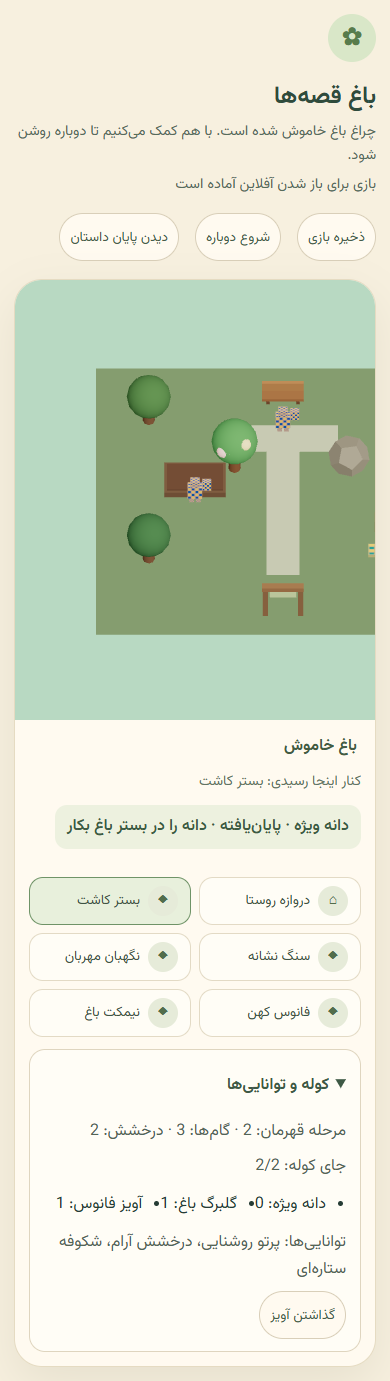 باغ قصه‌ها
چراغ باغ خاموش شده است. با هم کمک می‌کنیم تا دوباره روشن
شود.
بازی برای باز شدن آفلاین آماده است
ذخیره بازی
شروع دوباره
دیدن پایان داستان
باغ خاموش
کنار اینجا رسیدی: بستر کاشت
دانه ویژه · پایان‌یافته · دانه را در بستر باغ بکار
دروازه روستا
بستر کاشت
سنگ نشانه
نگهبان مهربان
فانوس کهن
نیمکت باغ
▼ کوله و توانایی‌ها
مرحله قهرمان: 2 · گام‌ها: 3 · درخشش: 2
جای کوله: 2/2
• دانه ویژه: 0 • گلبرگ باغ: 1 • آویز فانوس: 1
توانایی‌ها: پرتو روشنایی، درخشش آرام، شکوفه
ستاره‌ای
گذاشتن آویز